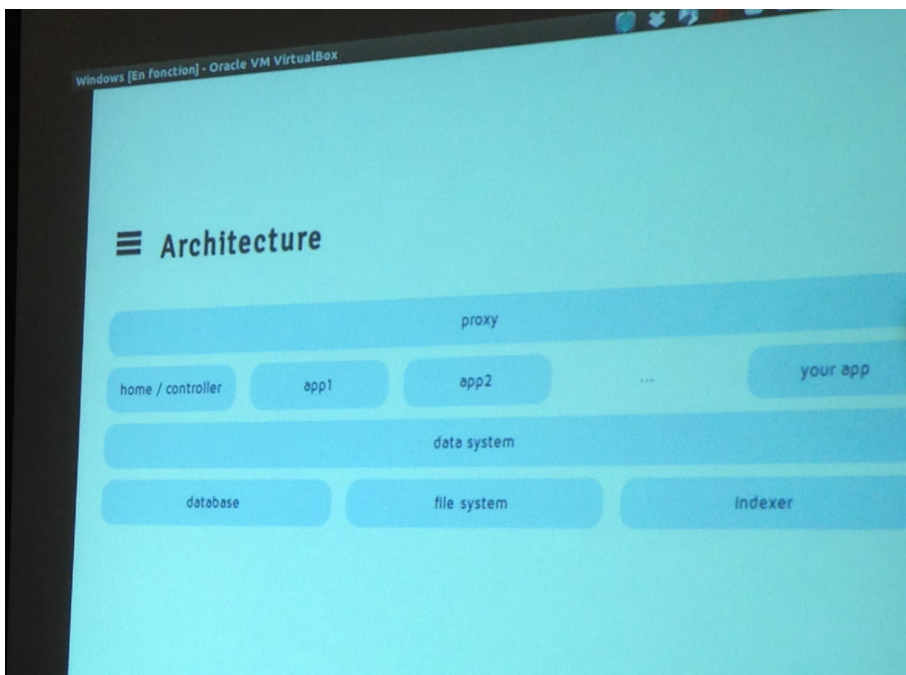 Windows [En fonction] - Oracle VM VirtualBox
Architecture
proxy
home / controller app1 app2 ... your app
data system
database file system indexer